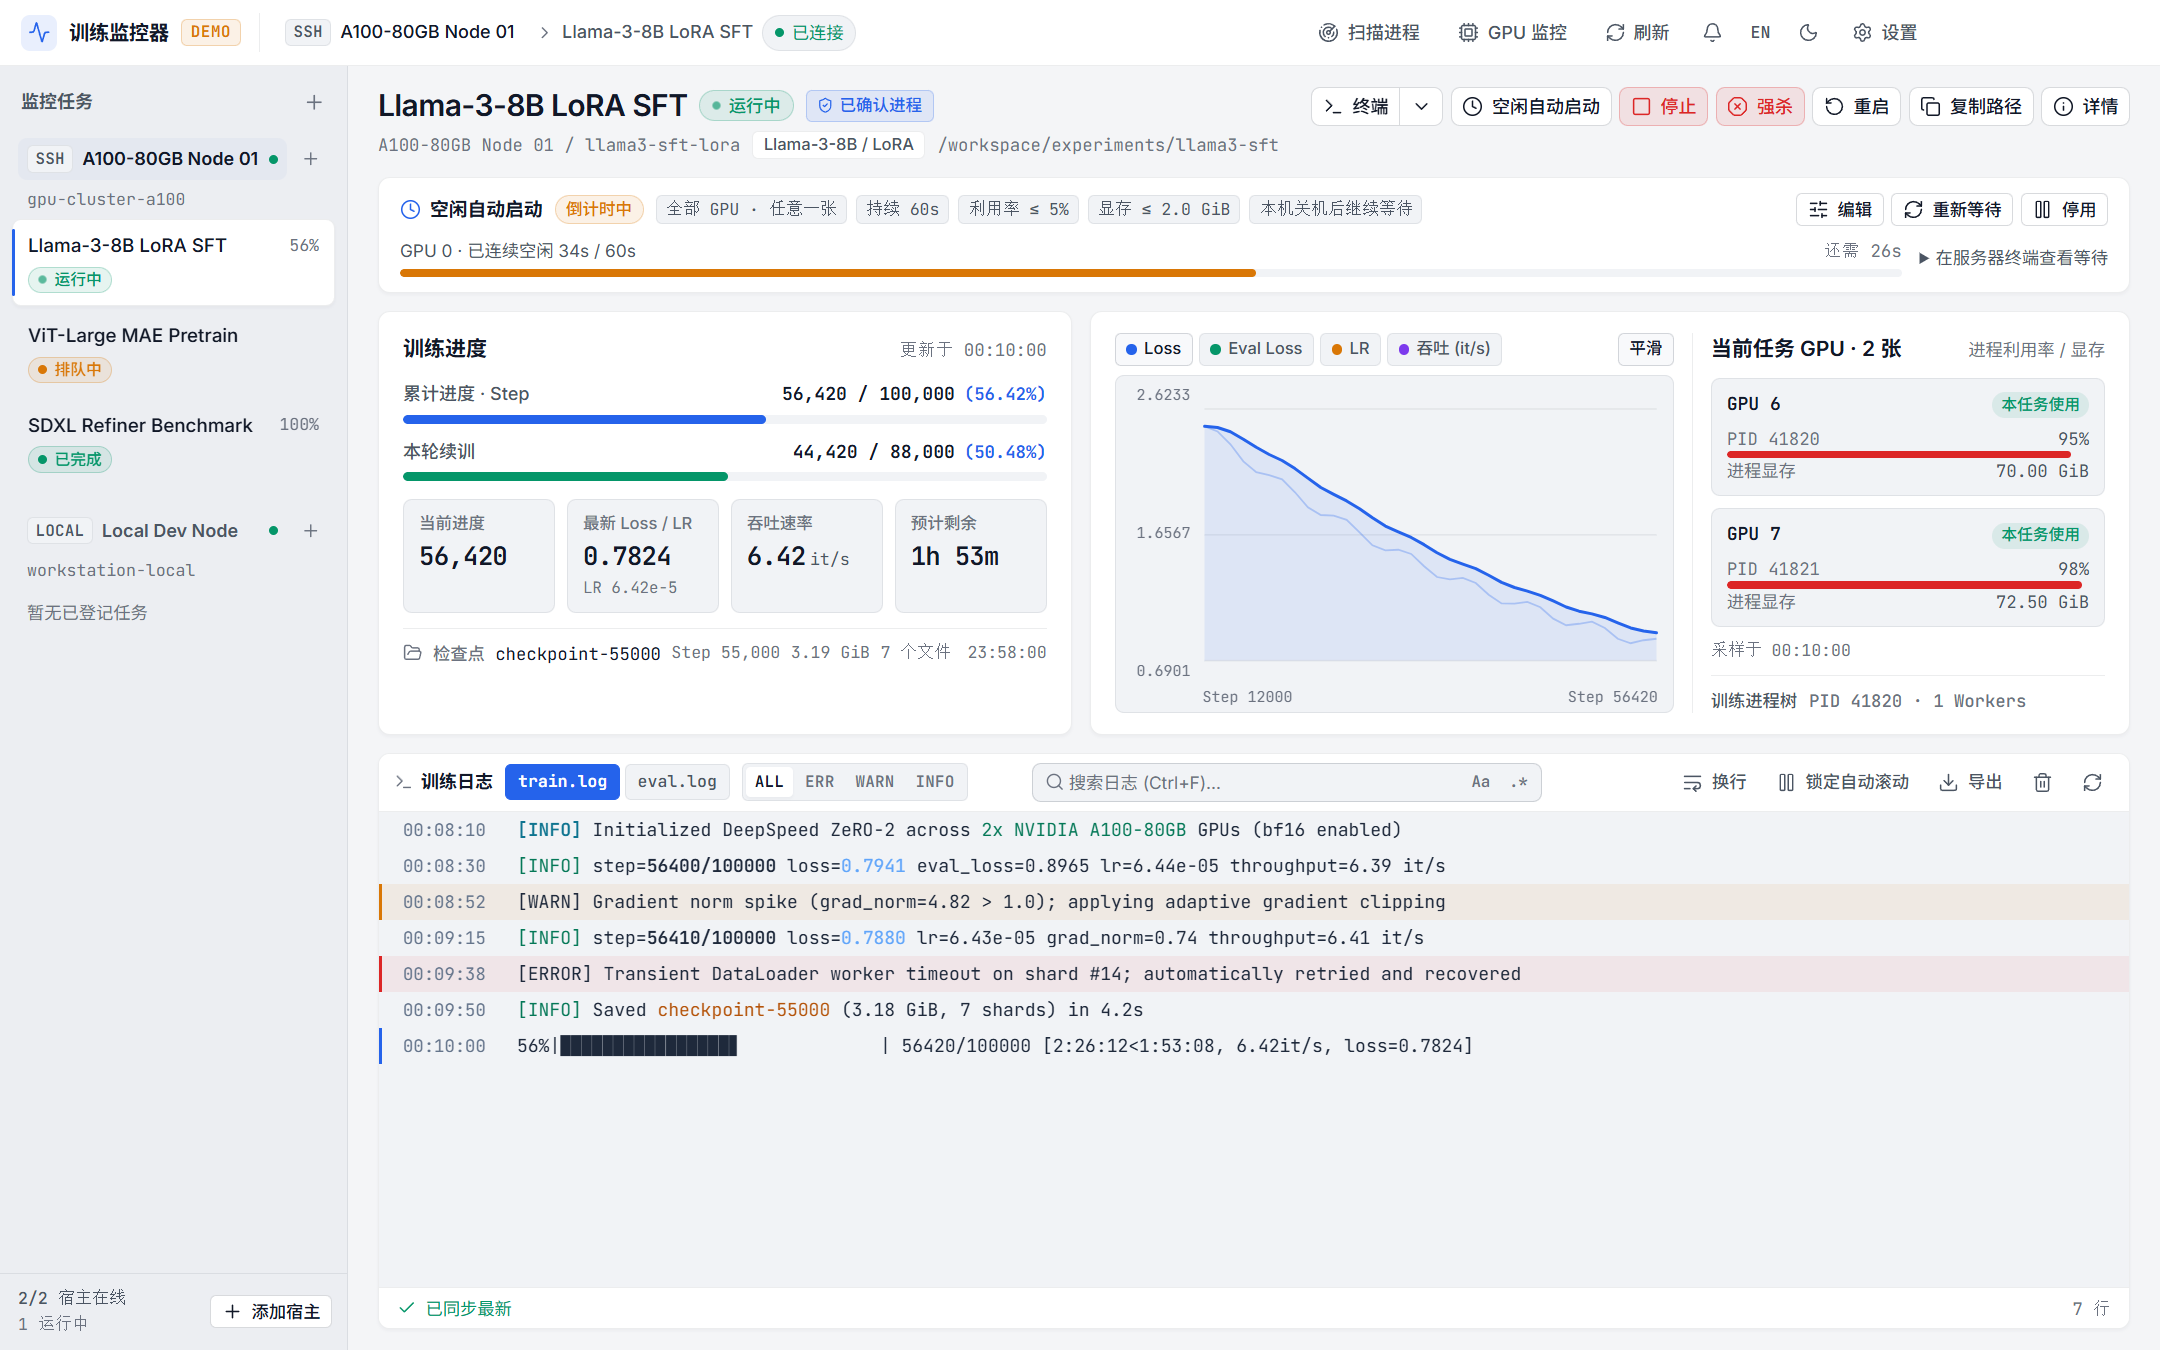 训练监控器 DEMO SSH A100-80GB Node 01 › Llama-3-8B LoRA SFT 已连接 扫描进程 GPU 监控 刷新 EN 设置
监控任务
SSH A100-80GB Node 01
gpu-cluster-a100
Llama-3-8B LoRA SFT 56%
运行中
ViT-Large MAE Pretrain
排队中
SDXL Refiner Benchmark 100%
已完成
LOCAL Local Dev Node
workstation-local
暂无已登记任务
2/2 宿主在线
1 运行中
添加宿主
Llama-3-8B LoRA SFT 运行中 已确认进程 终端 空闲自动启动 停止 强杀 重启 复制路径 详情
A100-80GB Node 01 / llama3-sft-lora Llama-3-8B / LoRA /workspace/experiments/llama3-sft
空闲自动启动 倒计时中 全部 GPU · 任意一张 持续 60s 利用率 ≤ 5% 显存 ≤ 2.0 GiB 本机关机后继续等待 编辑 重新等待 停用
GPU 0 · 已连续空闲 34s / 60s 还需 26s ▶ 在服务器终端查看等待
训练进度 更新于 00:10:00
累计进度 · Step 56,420 / 100,000 (56.42%)
本轮续训 44,420 / 88,000 (50.48%)
当前进度
56,420
最新 Loss / LR
0.7824
LR 6.42e-5
吞吐速率
6.42 it/s
预计剩余
1h 53m
检查点 checkpoint-55000 Step 55,000 3.19 GiB 7 个文件 23:58:00
Loss Eval Loss LR 吞吐 (it/s) 平滑
2.6233
1.6567
0.6901
Step 12000 Step 56420
当前任务 GPU · 2 张 进程利用率 / 显存
GPU 6 本任务使用
PID 41820 95%
进程显存 70.00 GiB
GPU 7 本任务使用
PID 41821 98%
进程显存 72.50 GiB
采样于 00:10:00
训练进程树 PID 41820 · 1 Workers
训练日志 train.log eval.log ALL ERR WARN INFO 搜索日志 (Ctrl+F)... Aa .* 换行 锁定自动滚动 导出
00:08:10 [INFO] Initialized DeepSpeed ZeRO-2 across 2x NVIDIA A100-80GB GPUs (bf16 enabled)
00:08:30 [INFO] step=56400/100000 loss=0.7941 eval_loss=0.8965 lr=6.44e-05 throughput=6.39 it/s
00:08:52 [WARN] Gradient norm spike (grad_norm=4.82 > 1.0); applying adaptive gradient clipping
00:09:15 [INFO] step=56410/100000 loss=0.7880 lr=6.43e-05 grad_norm=0.74 throughput=6.41 it/s
00:09:38 [ERROR] Transient DataLoader worker timeout on shard #14; automatically retried and recovered
00:09:50 [INFO] Saved checkpoint-55000 (3.18 GiB, 7 shards) in 4.2s
00:10:00 56%|████████████████ | 56420/100000 [2:26:12<1:53:08, 6.42it/s, loss=0.7824]
已同步最新 7 行